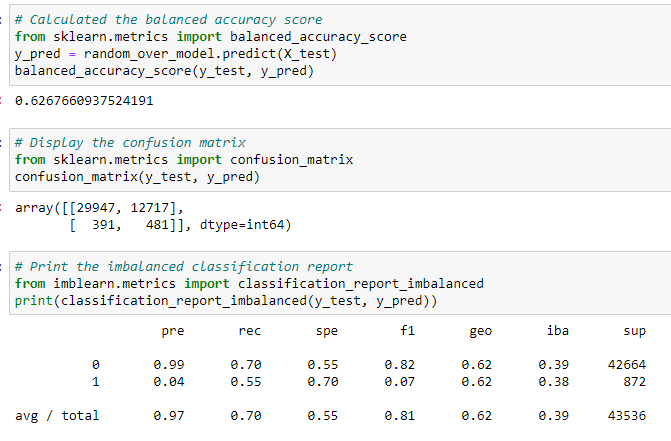 # Calculated the balanced accuracy score
from sklearn.metrics import balanced_accuracy_score
y_pred = random_over_model.predict(X_test)
balanced_accuracy_score(y_test, y_pred)
0.6267660937524191
# Display the confusion matrix
from sklearn.metrics import confusion_matrix
confusion_matrix(y_test, y_pred)
array([[29947, 12717],
       [  391,   481]], dtype=int64)
# Print the imbalanced classification report
from imblearn.metrics import classification_report_imbalanced
print(classification_report_imbalanced(y_test, y_pred))
                   pre       rec       spe        f1       geo       iba       sup
          0       0.99      0.70      0.55      0.82      0.62      0.39     42664
          1       0.04      0.55      0.70      0.07      0.62      0.38       872
avg / total       0.97      0.70      0.55      0.81      0.62      0.39     43536